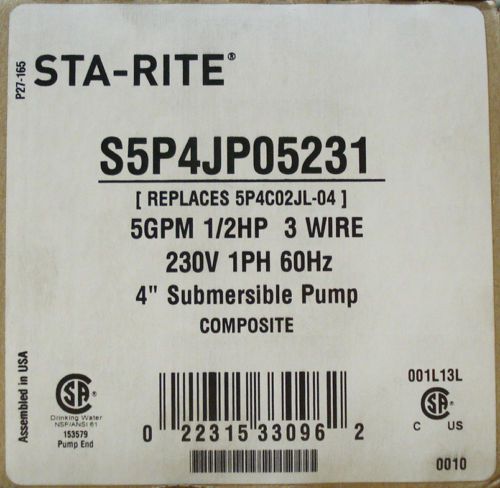 P27-165
STA-RITE®
S5P4JP05231
[ REPLACES 5P4C02JL-04 ]
5GPM 1/2HP 3 WIRE
230V 1PH 60Hz
4" Submersible Pump
COMPOSITE
Assembled in USA
SA
Drinking Water
NSF/ANSI 61
153579
Pump End
0 22315 33096 2
001L13L
SA
®
C US
0010